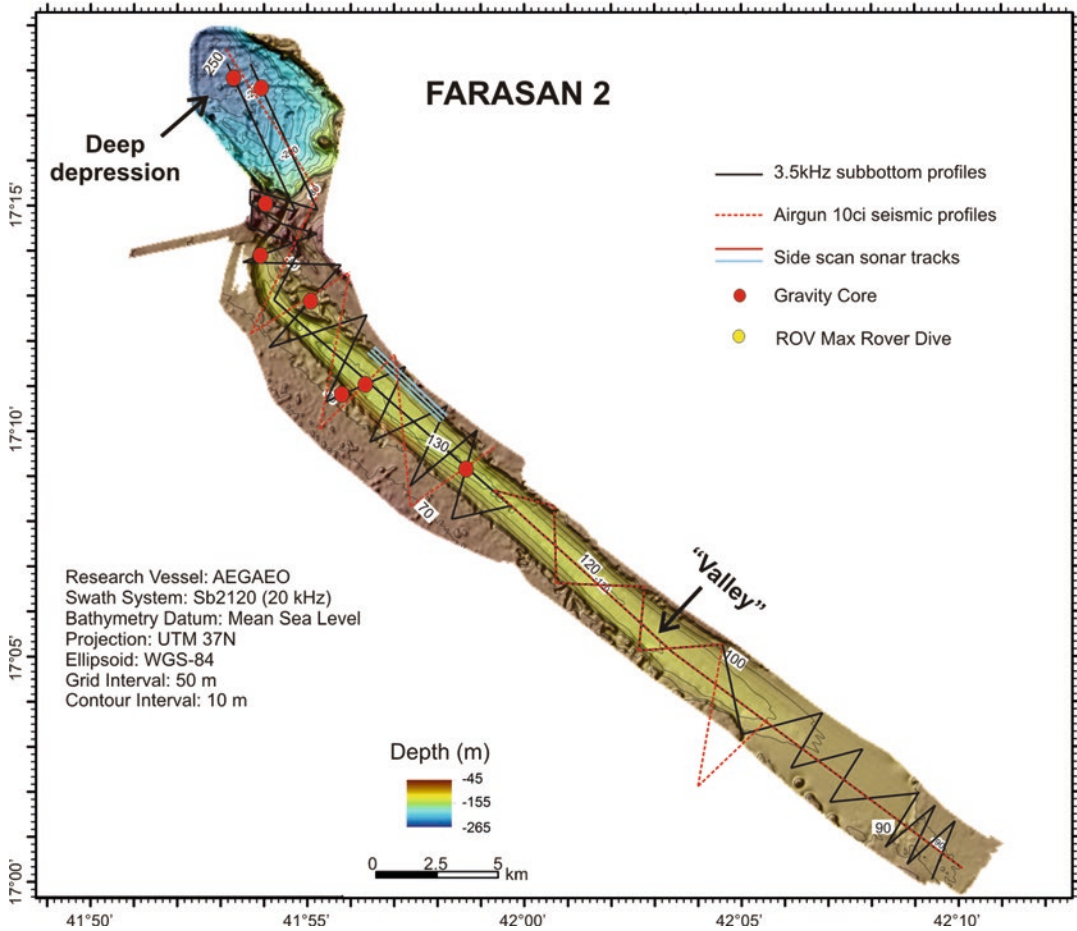 FARASAN 2
250
Deep
depression
3.5kHz subbottom profiles
Airgun 10ci seismic profiles
Side scan sonar tracks
Gravity Core
ROV Max Rover Dive
130
70
120
"Valley"
100
90
Research Vessel: AEGAEO
Swath System: Sb2120 (20 kHz)
Bathymetry Datum: Mean Sea Level
Projection: UTM 37N
Ellipsoid: WGS-84
Grid Interval: 50 m
Contour Interval: 10 m
Depth (m)
-45
-155
-265
0 2.5 5
km
17°15'
17°10'
17°05'
17°00'
41°50' 41°55' 42°00' 42°05' 42°10'